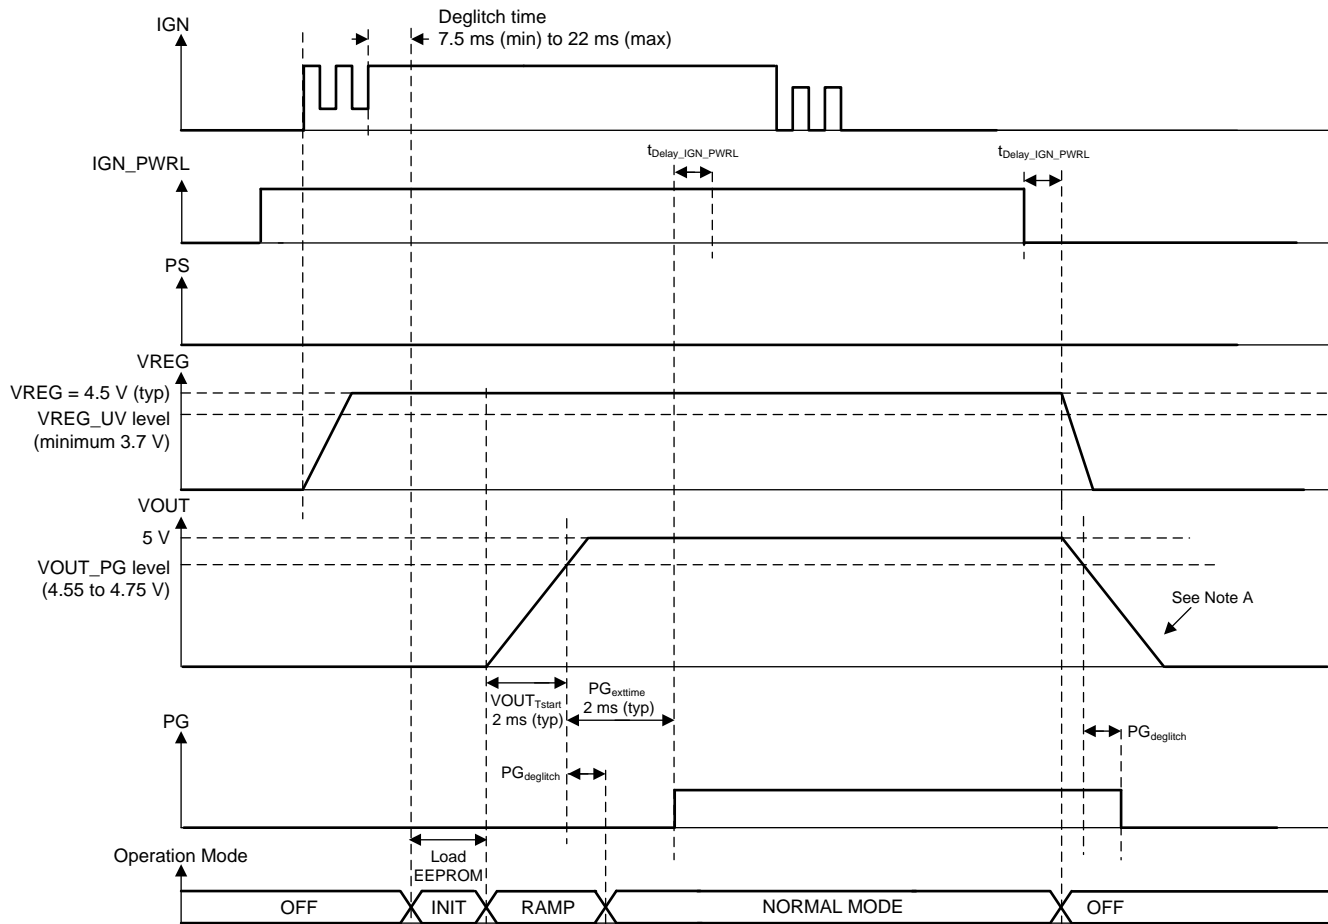 IGN
Deglitch time
7.5 ms (min) to 22 ms (max)
IGN_PWRL
tDelay_IGN_PWRL
tDelay_IGN_PWRL
PS
VREG
VREG = 4.5 V (typ)
VREG_UV level
(minimum 3.7 V)
VOUT
5 V
VOUT_PG level
(4.55 to 4.75 V)
See Note A
VOUTTstart
2 ms (typ)
PGexttime
2 ms (typ)
PG
PGdeglitch
PGdeglitch
Operation Mode
Load
EEPROM
OFF
INIT
RAMP
NORMAL MODE
OFF